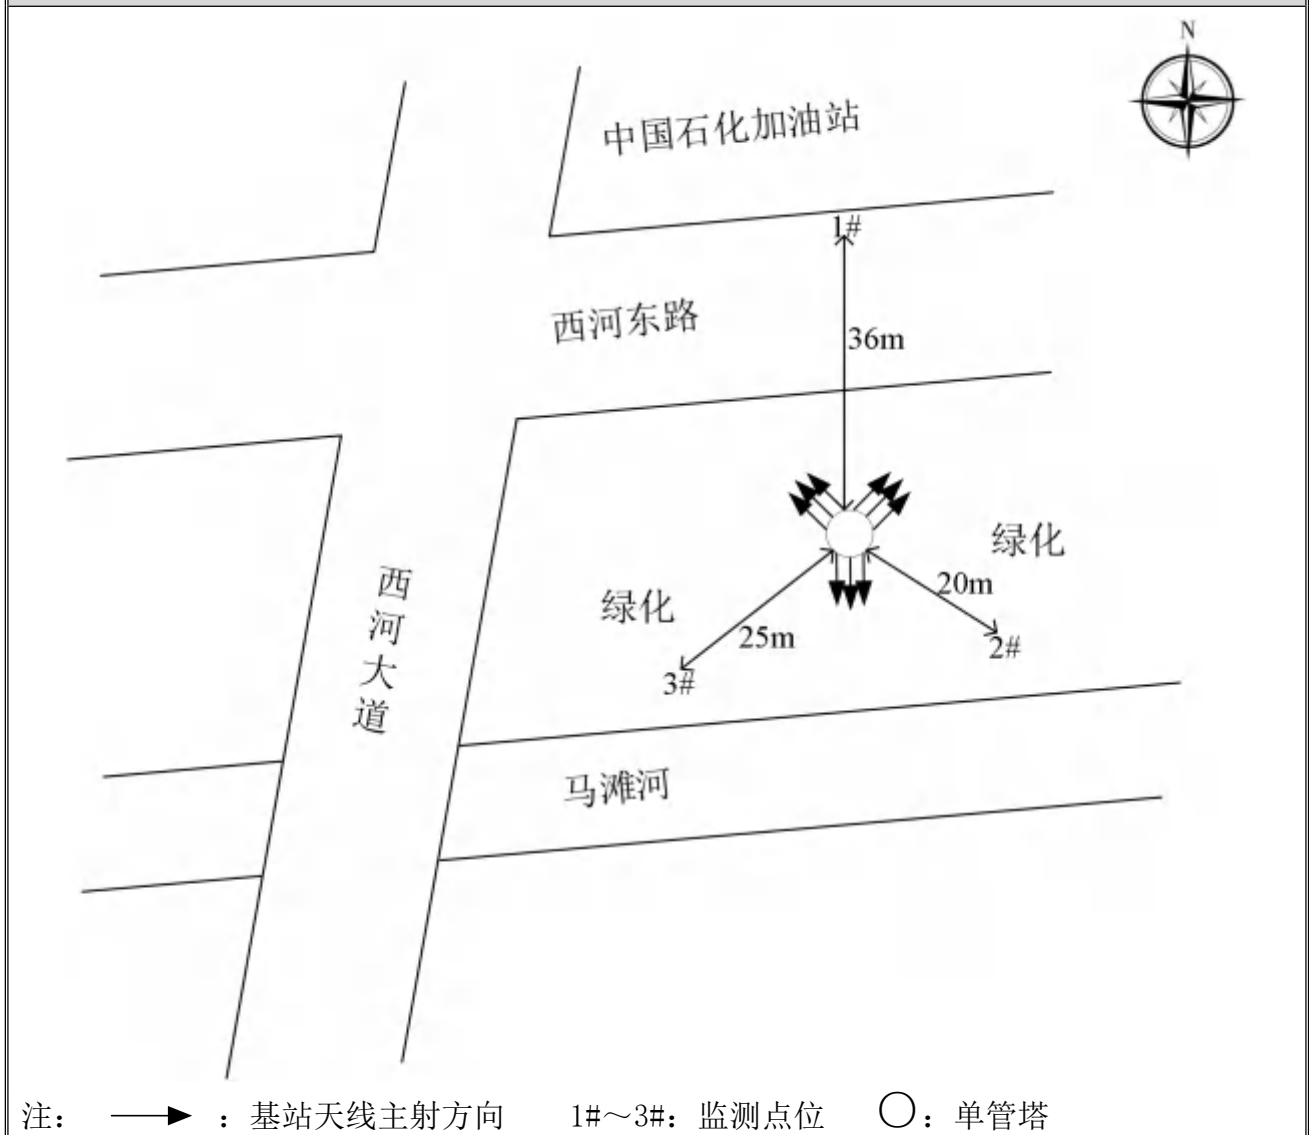 N
中国石化加油站
1#
西河东路
36m
绿化
20m
绿化
25m
2#
3#
西河大道
马滩河
注： ：基站天线主射方向 1#～3#：监测点位 ○：单管塔